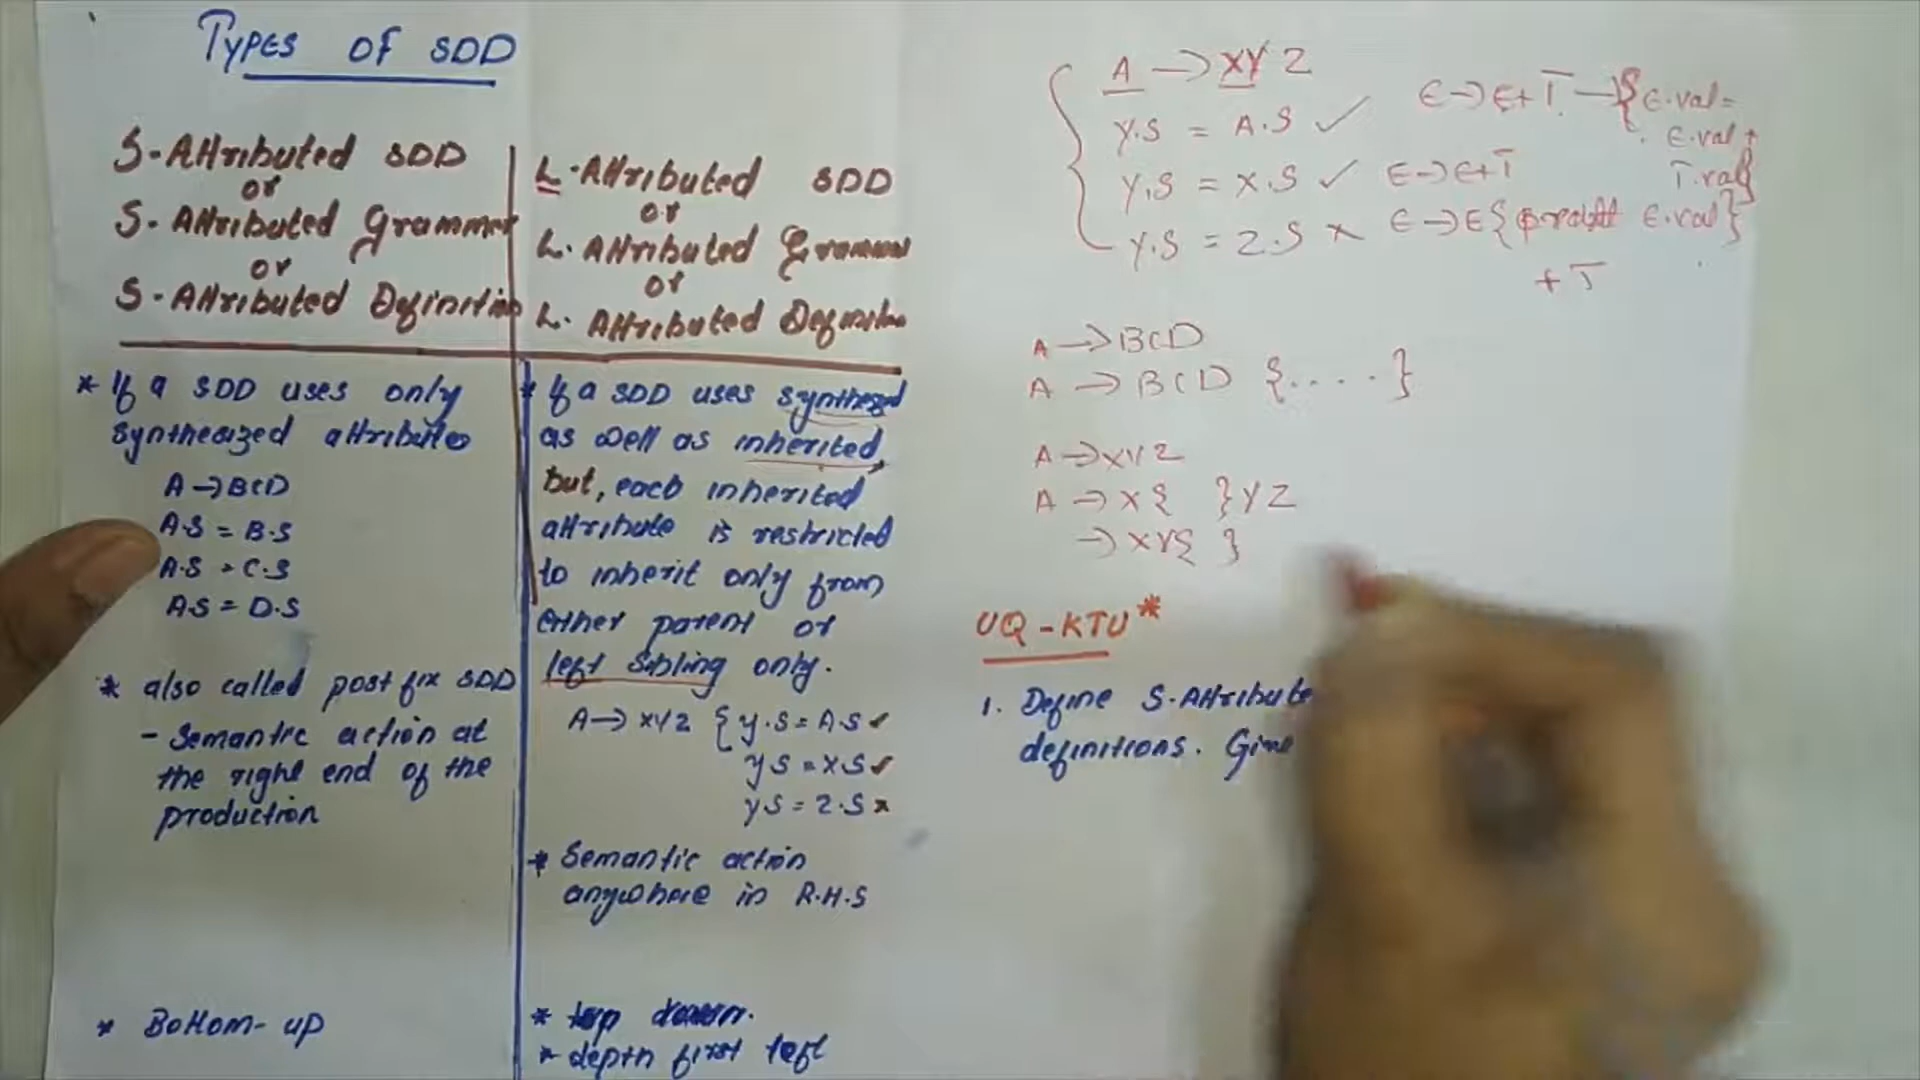 TYPES OF SDD
S-Attributed SDD
or
S-Attributed Grammer
or
S-Attributed Definition
* If a SDD uses only
synthesized attributes
A → BCD
A.S = B.S
A.S = C.S
A.S = D.S
* also called post fix SDD
- Semantic action at
the right end of the
production
* Bottom-up
L-Attributed SDD
or
L. Attributed Grammar
or
L. Attributed Definition
* If a SDD uses synthesized
as well as inherited,
but, each inherited
attribute is restricted
to inherit only from
either parent or
left sibling only.
A → XYZ { Y.S = A.S ✓
Y S = X.S ✓
Y S = Z.S x
* Semantic action
anywhere in R.H.S
* top down.
* depth first left
A → XYZ
Y.S = A.S ✓
Y.S = X.S ✓
Y.S = Z.S x
E → E + T → { E.val =
E.val +
T.val }
E → E + T
E → E { E.val }
+ T
A → BCD
A → BCD {.....}
A → XYZ
A → X { } Y Z
→ XY { }
UQ - KTU *
1. Define S-Attribute
definitions. Give